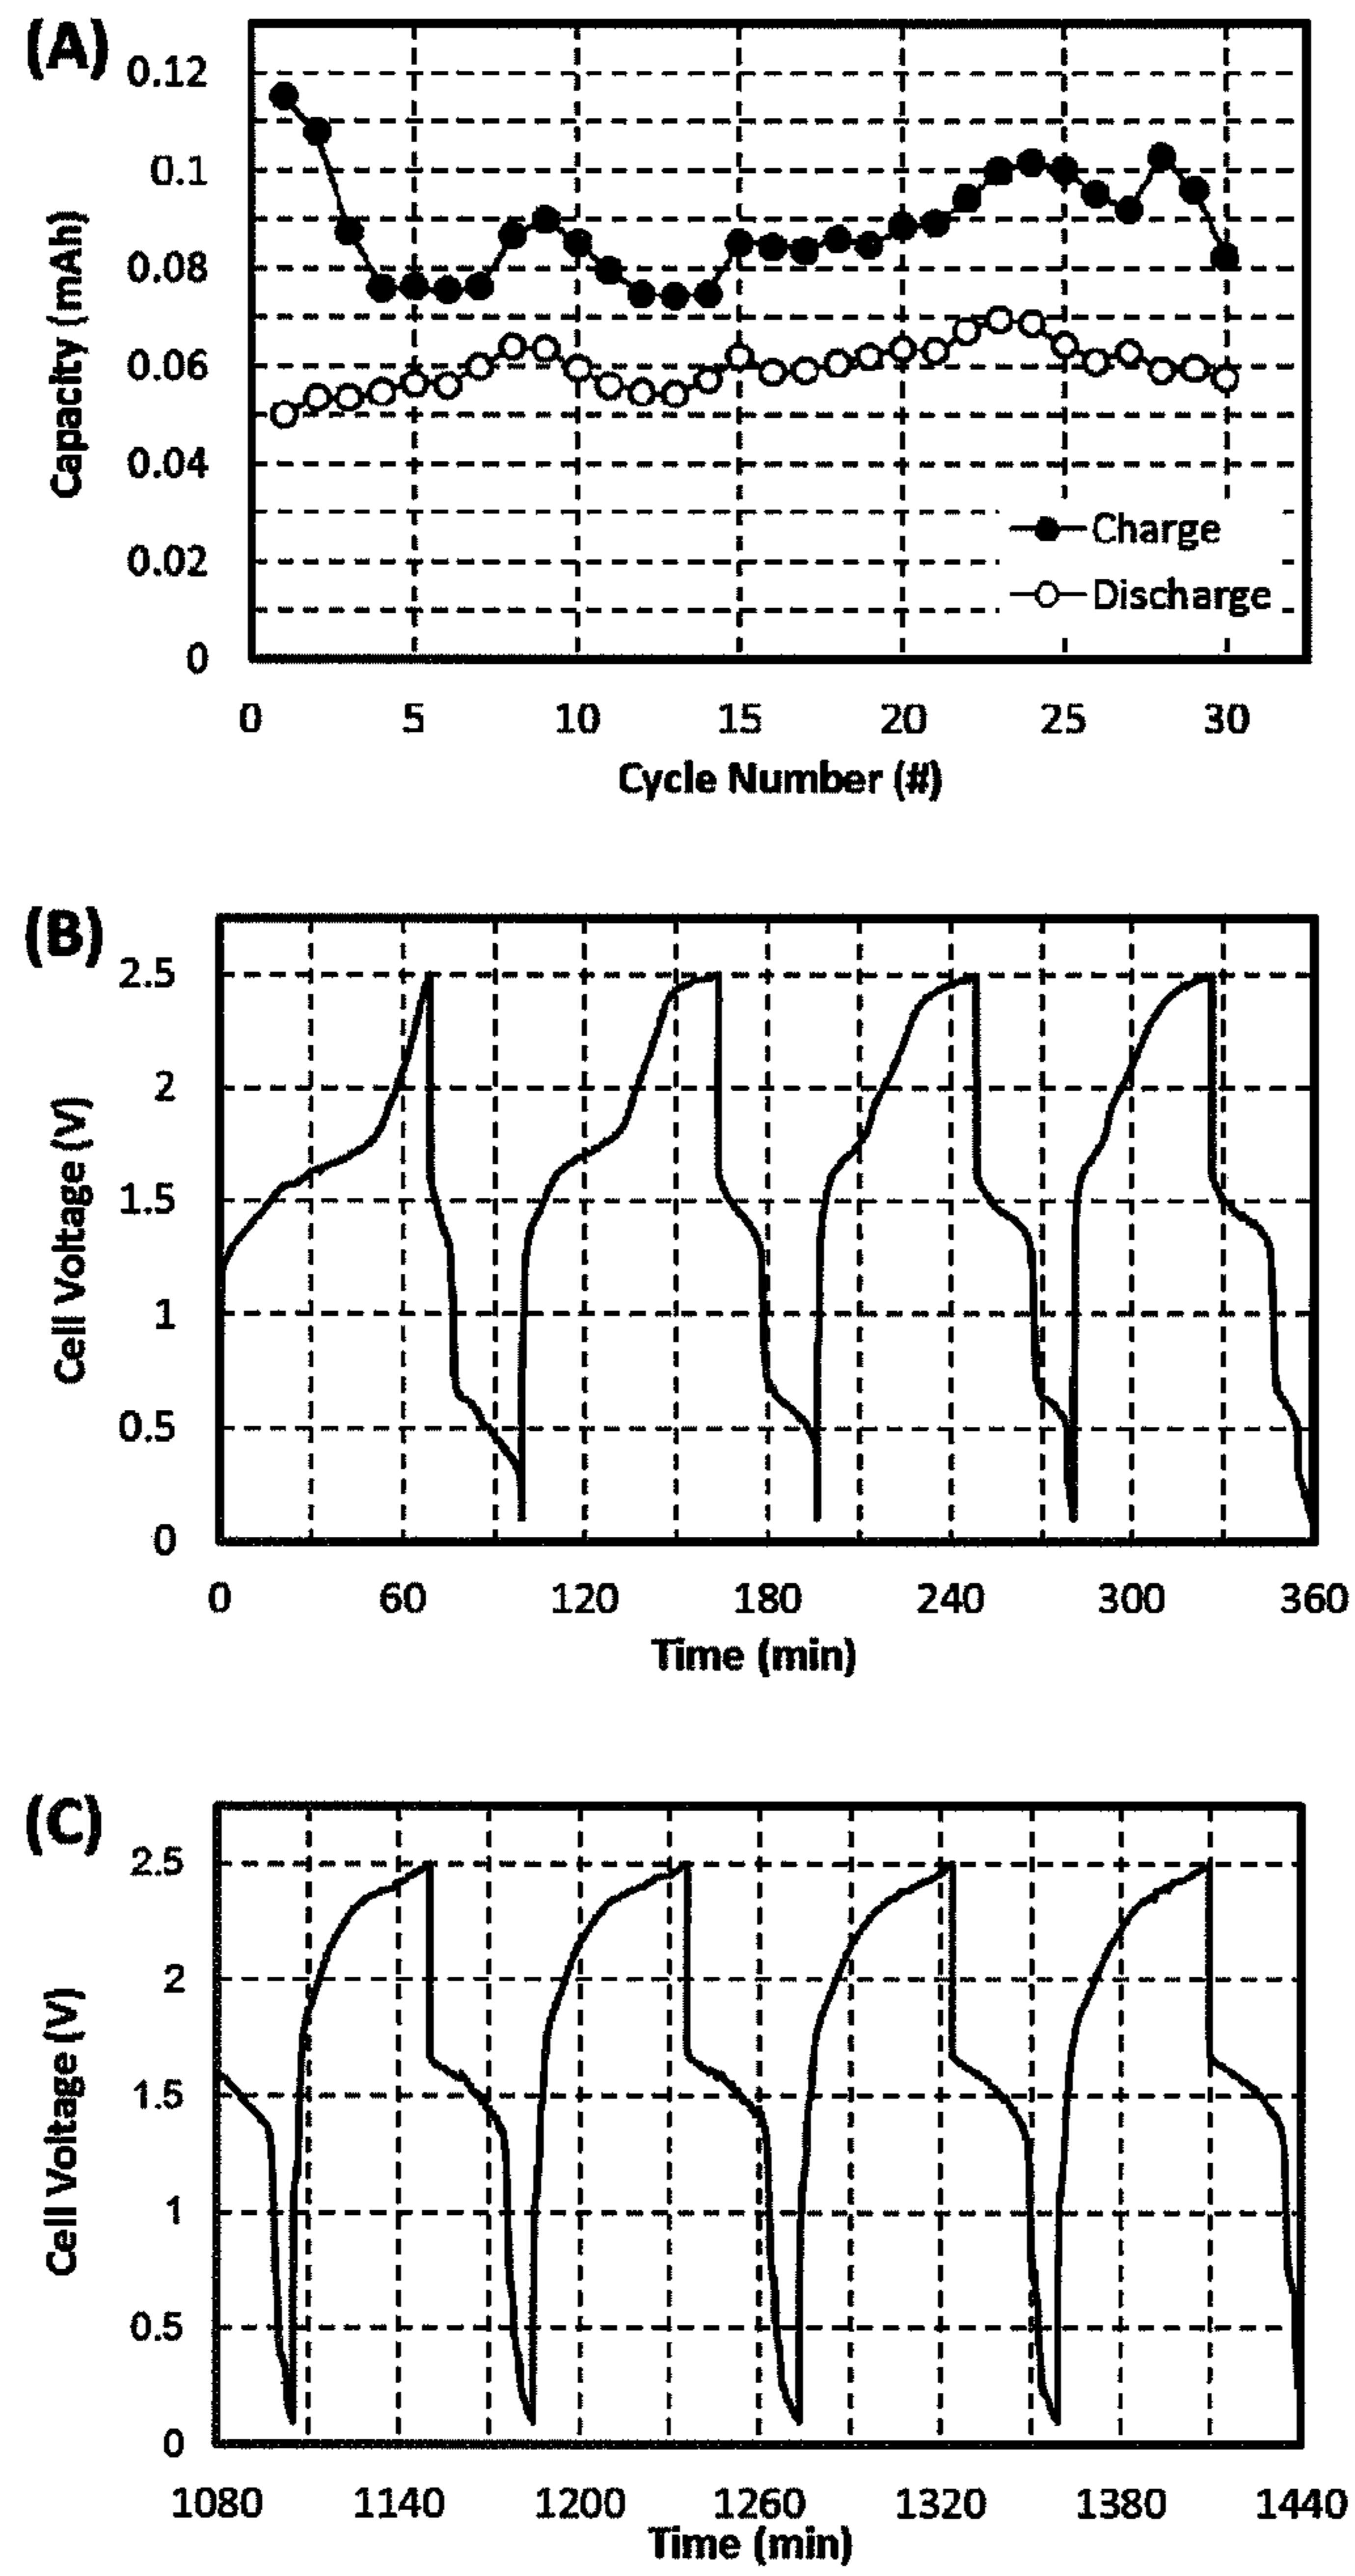 (A)
0.12
0.1
0.08
0.06
0.04
0.02
0
Capacity (mAh)
Charge
Discharge
0 5 10 15 20 25 30
Cycle Number (#)
(B)
2.5
2
1.5
1
0.5
0
Cell Voltage (V)
0 60 120 180 240 300 360
Time (min)
(C)
2.5
2
1.5
1
0.5
0
Cell Voltage (V)
1080 1140 1200 1260 1320 1380 1440
Time (min)